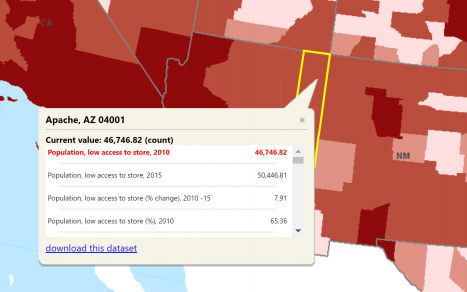 CA
Apache, AZ 04001 ×
Current value: 46,746.82 (count)
Population, low access to store, 2010 46,746.82
Population, low access to store, 2015 50,446.81
Population, low access to store (% change), 2010 -15 7.91
Population, low access to store (%), 2010 65.36
NM
download this dataset